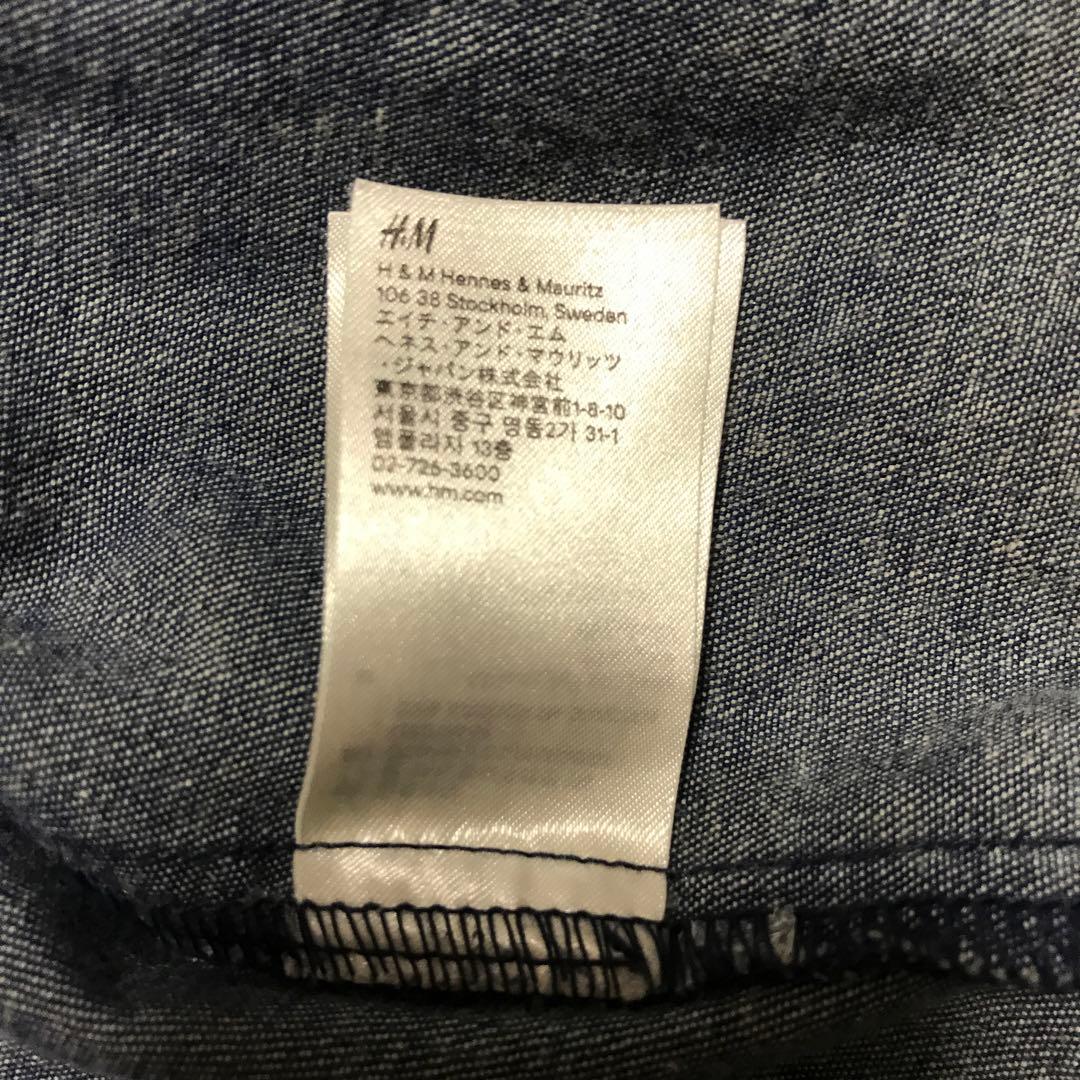 H&M
H & M Hennes & Mauritz
106 38 Stockholm, Sweden
エイチ・アンド・エム
ヘネス・アンド・マウリッツ
・ジャパン株式会社
東京都渋谷区神宮前1-8-10
서울시 중구 명동2가 31-1
엠플라자 13층
02-726-3600
www.hm.com